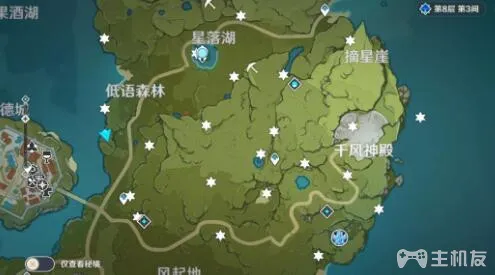 果酒湖
星落湖
第8层 第3间
摘星崖
低语森林
德城
千风神殿
仅查看秘境
风起地
主机友